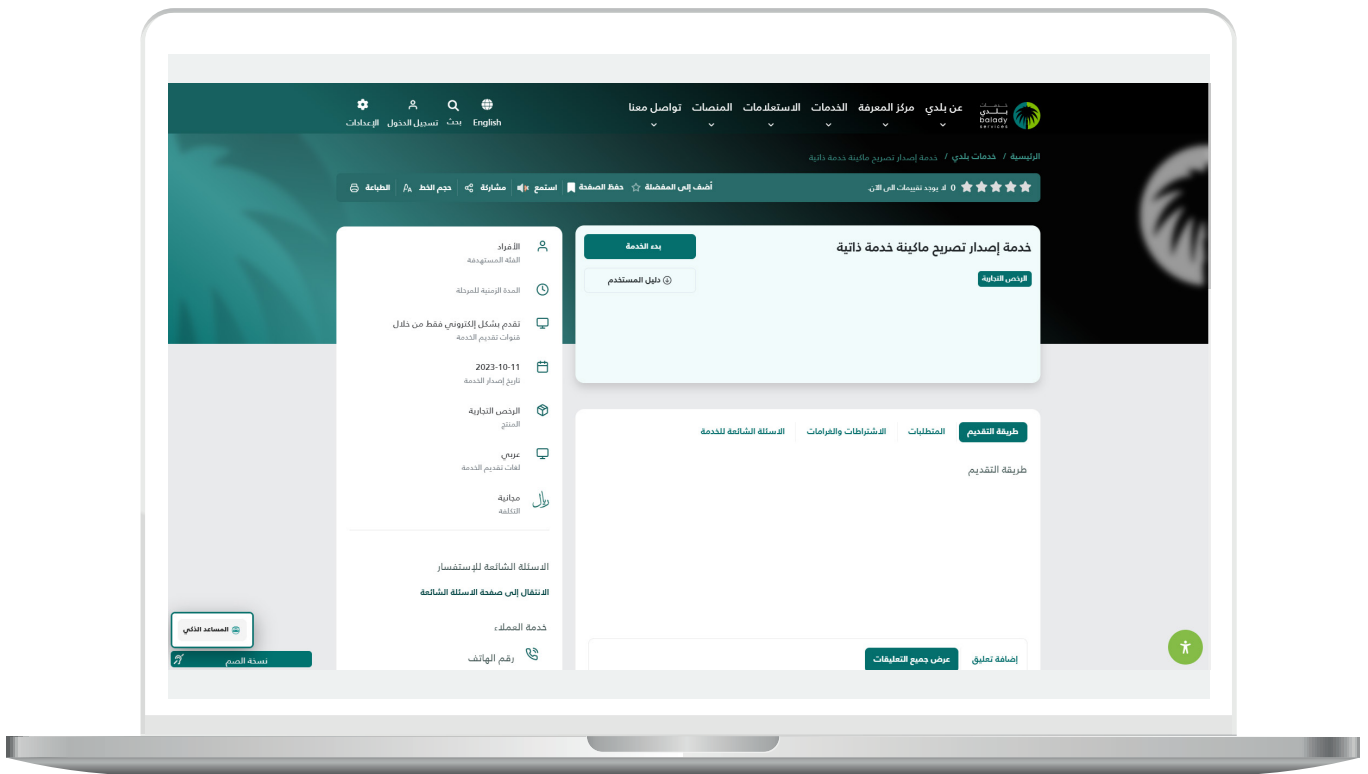 خدمات
بلدي
balady
services
عن بلدي
مركز المعرفة
الخدمات
الاستعلامات
المنصات
تواصل معنا
English
بحث
تسجيل الدخول
الإعدادات
الرئيسية / خدمات بلدي / خدمة إصدار تصريح ماكينة خدمة ذاتية
0 لا يوجد تقييمات الى الآن.
أضف إلى المفضلة
حفظ الصفحة
استمع
مشاركة
حجم الخط
الطباعة
خدمة إصدار تصريح ماكينة خدمة ذاتية
الرخص التجارية
بدء الخدمة
دليل المستخدم
طريقة التقديم
المتطلبات
الاشتراطات والغرامات
الاسئلة الشائعة للخدمة
طريقة التقديم
إضافة تعليق
عرض جميع التعليقات
الأفراد
الفئة المستهدفة
المدة الزمنية للمرحلة
تقدم بشكل إلكتروني فقط من خلال
قنوات تقديم الخدمة
2023-10-11
تاريخ إصدار الخدمة
الرخص التجارية
المنتج
عربي
لغات تقديم الخدمة
مجانية
التكلفة
ريال
الاسئلة الشائعة للإستفسار
الانتقال إلى صفحة الاسئلة الشائعة
خدمة العملاء
رقم الهاتف
المساعد الذكي
نسخة الصم